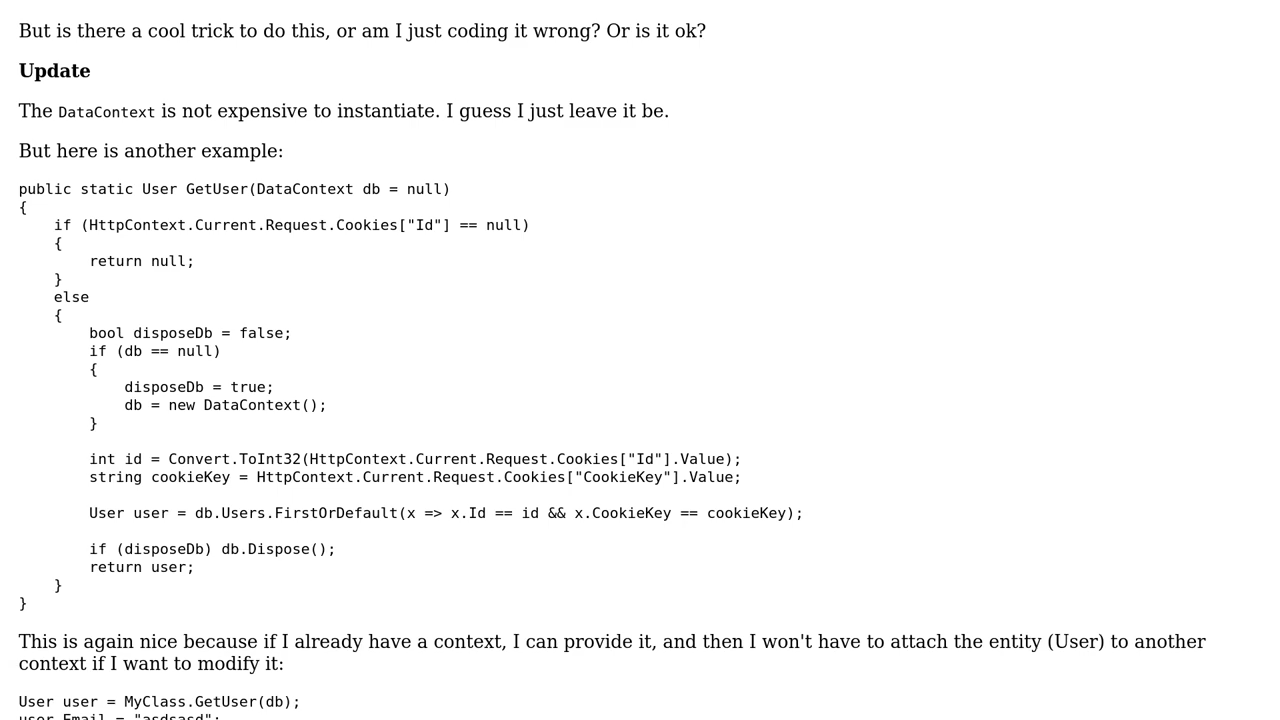 But is there a cool trick to do this, or am I just coding it wrong? Or is it ok?
Update
The DataContext is not expensive to instantiate. I guess I just leave it be.
But here is another example:
public static User GetUser(DataContext db = null)
{
    if (HttpContext.Current.Request.Cookies["Id"] == null)
    {
        return null;
    }
    else
    {
        bool disposeDb = false;
        if (db == null)
        {
            disposeDb = true;
            db = new DataContext();
        }
        int id = Convert.ToInt32(HttpContext.Current.Request.Cookies["Id"].Value);
        string cookieKey = HttpContext.Current.Request.Cookies["CookieKey"].Value;
        User user = db.Users.FirstOrDefault(x => x.Id == id && x.CookieKey == cookieKey);
        if (disposeDb) db.Dispose();
        return user;
    }
}
This is again nice because if I already have a context, I can provide it, and then I won't have to attach the entity (User) to another
context if I want to modify it:
User user = MyClass.GetUser(db);
user.Email = "asdsasd";